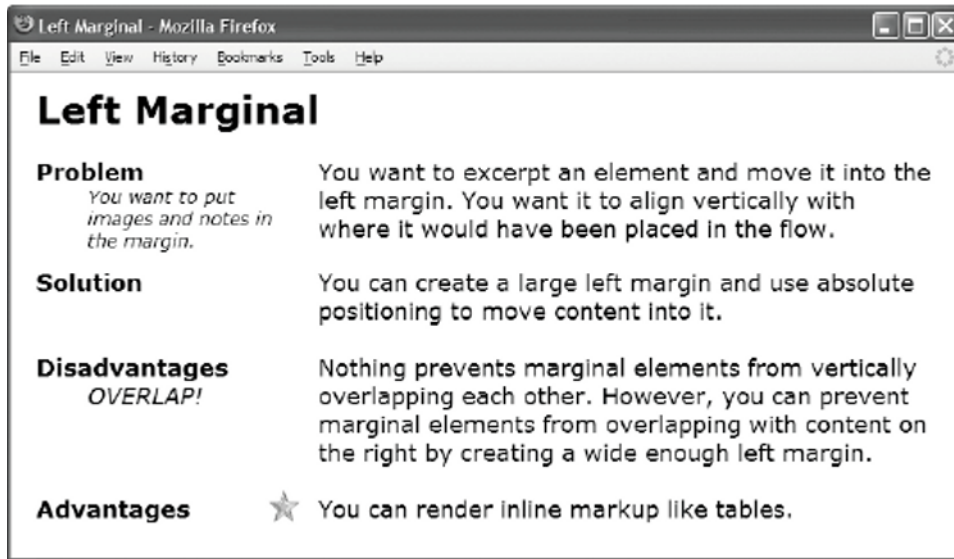 Left Marginal - Mozilla Firefox
File Edit View History Bookmarks Tools Help
Left Marginal
Problem
You want to put
images and notes in
the margin.
You want to excerpt an element and move it into the
left margin. You want it to align vertically with
where it would have been placed in the flow.
Solution
You can create a large left margin and use absolute
positioning to move content into it.
Disadvantages
OVERLAP!
Nothing prevents marginal elements from vertically
overlapping each other. However, you can prevent
marginal elements from overlapping with content on
the right by creating a wide enough left margin.
Advantages
You can render inline markup like tables.